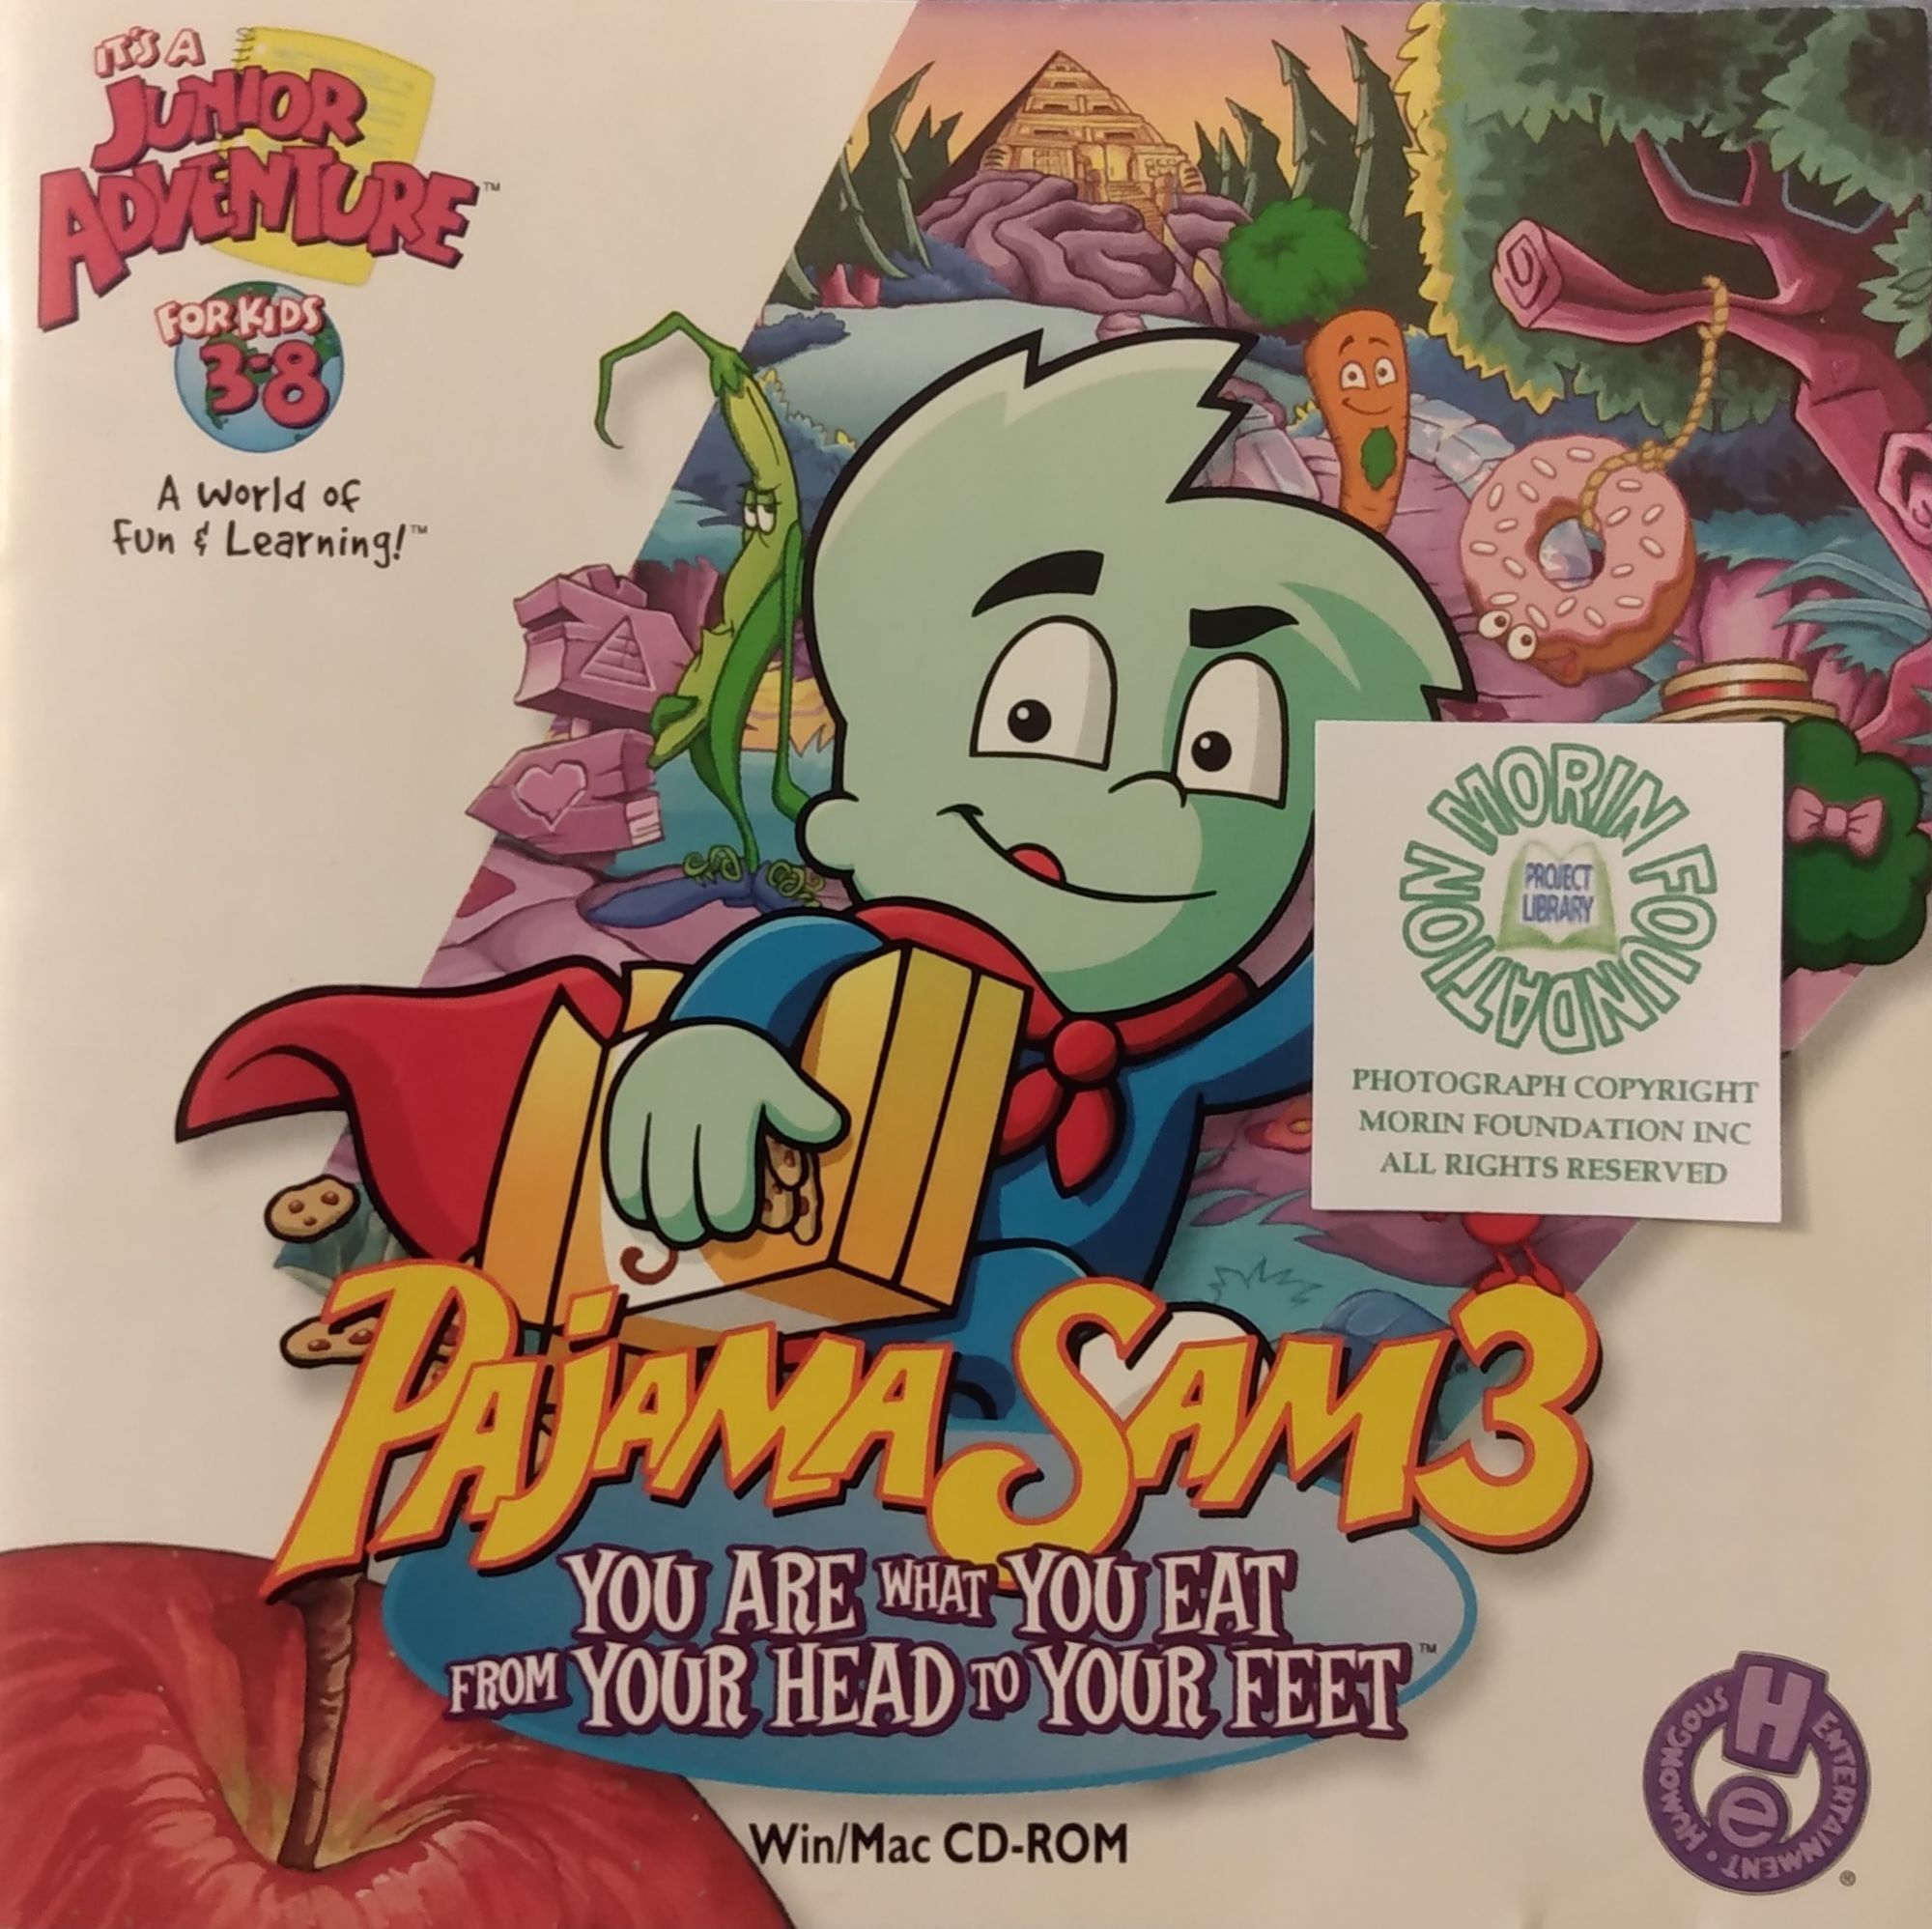 IT'S A
JUNIOR
ADVENTURE™
FOR KIDS
3-8
A World of
Fun & Learning!™
MORIN FOUNDATION
PROJECT
LIBRARY
PHOTOGRAPH COPYRIGHT
MORIN FOUNDATION INC
ALL RIGHTS RESERVED
PAJAMA SAM 3
YOU ARE WHAT YOU EAT
FROM YOUR HEAD TO YOUR FEET™
Win/Mac CD-ROM
H
e
HUMONGOUS ENTERTAINMENT •
®